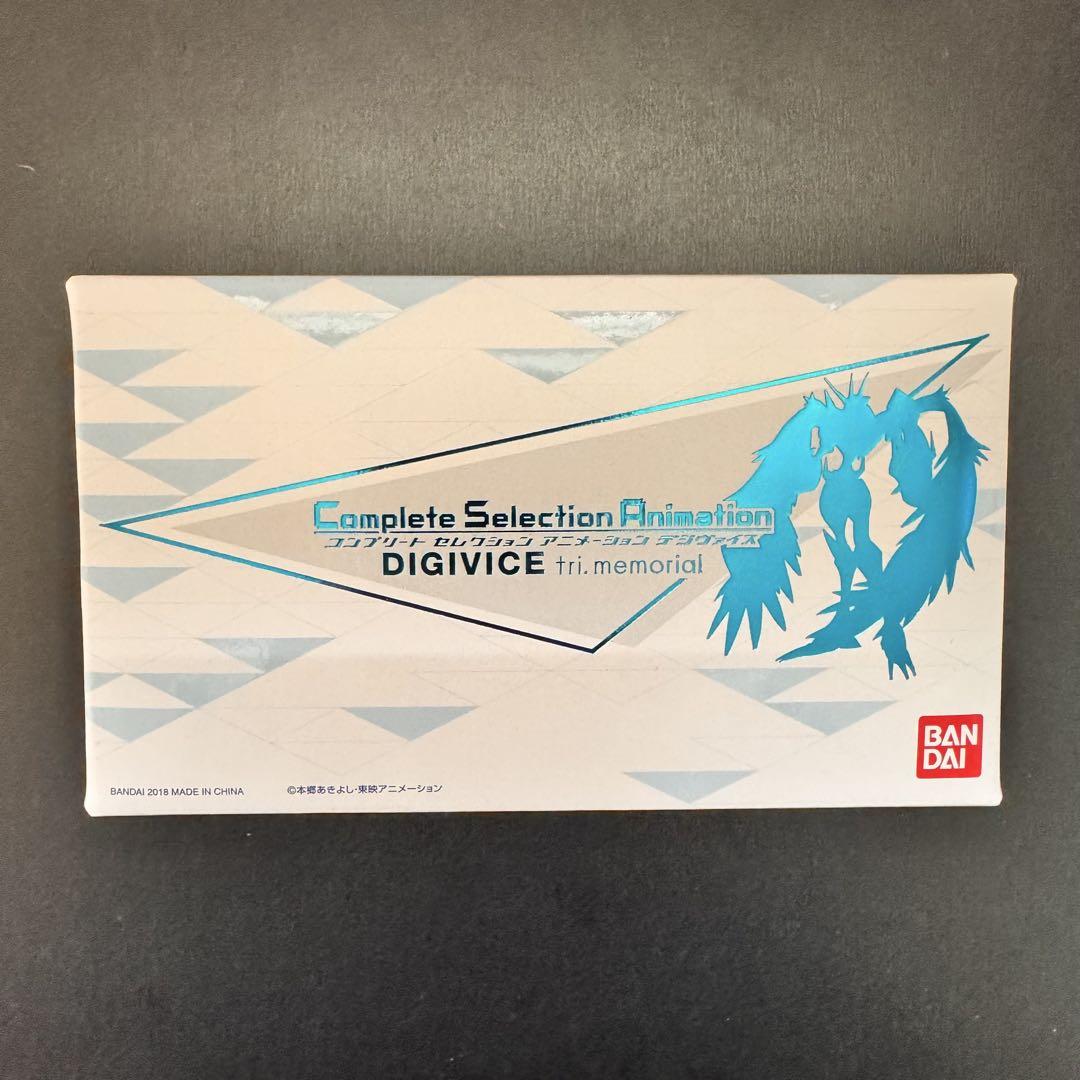 Complete Selection Animation
コンプリート セレクション アニメーション デジヴァイス
DIGIVICE tri. memorial
BAN
DAI
BANDAI 2018 MADE IN CHINA ©本郷あきよし・東映アニメーション